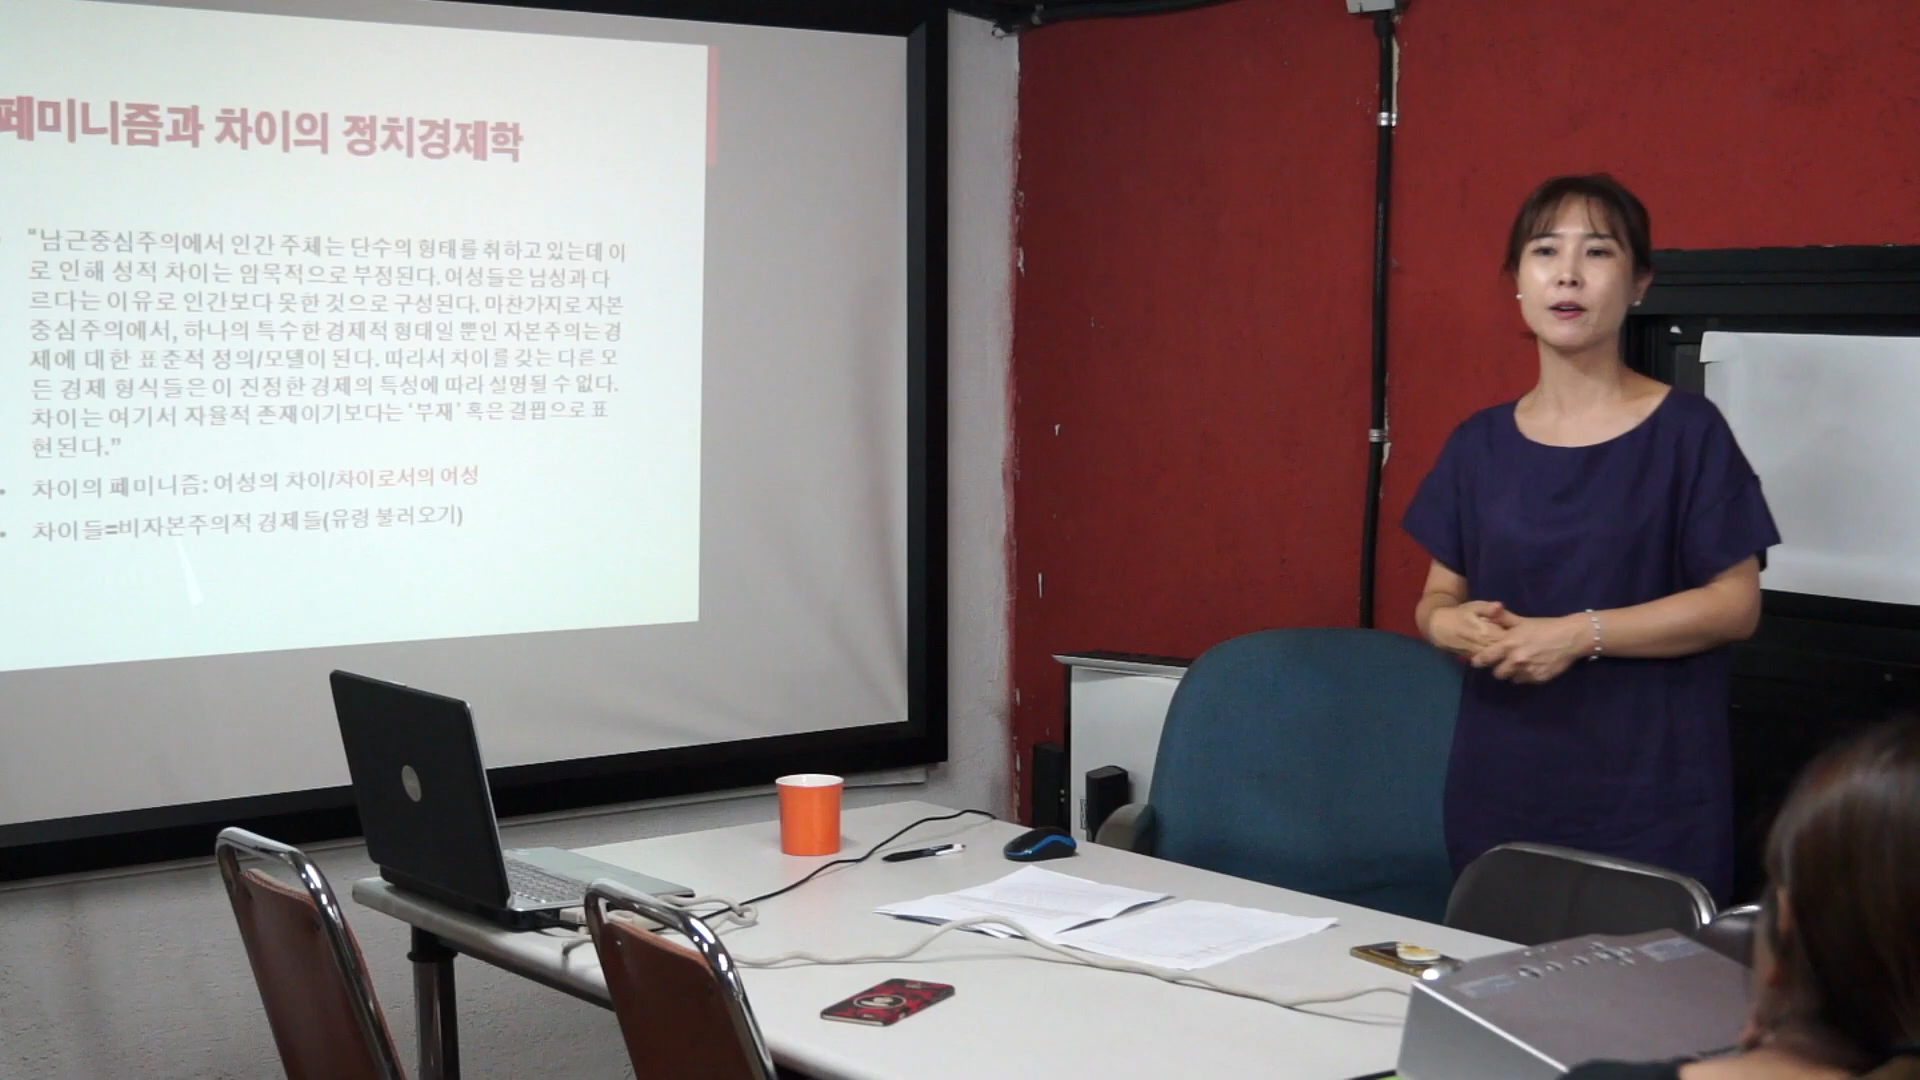 페미니즘과 차이의 정치경제학
“남근중심주의에서 인간 주체는 단수의 형태를 취하고 있는데 이
로 인해 성적 차이는 암묵적으로 부정된다. 여성들은 남성과 다
르다는 이유로 인간보다 못한 것으로 구성된다. 마찬가지로 자본
중심주의에서, 하나의 특수한 경제적 형태일 뿐인 자본주의는 경
제에 대한 표준적 정의/모델이 된다. 따라서 차이를 갖는 다른 모
든 경제 형식들은 이 진정한 경제의 특성에 따라 설명될 수 없다.
차이는 여기서 자율적 존재이기보다는 ‘부재’ 혹은 결핍으로 표
현된다.”
• 차이의 페미니즘: 여성의 차이/차이로서의 여성
• 차이들=비자본주의적 경제들(유령 불러오기)